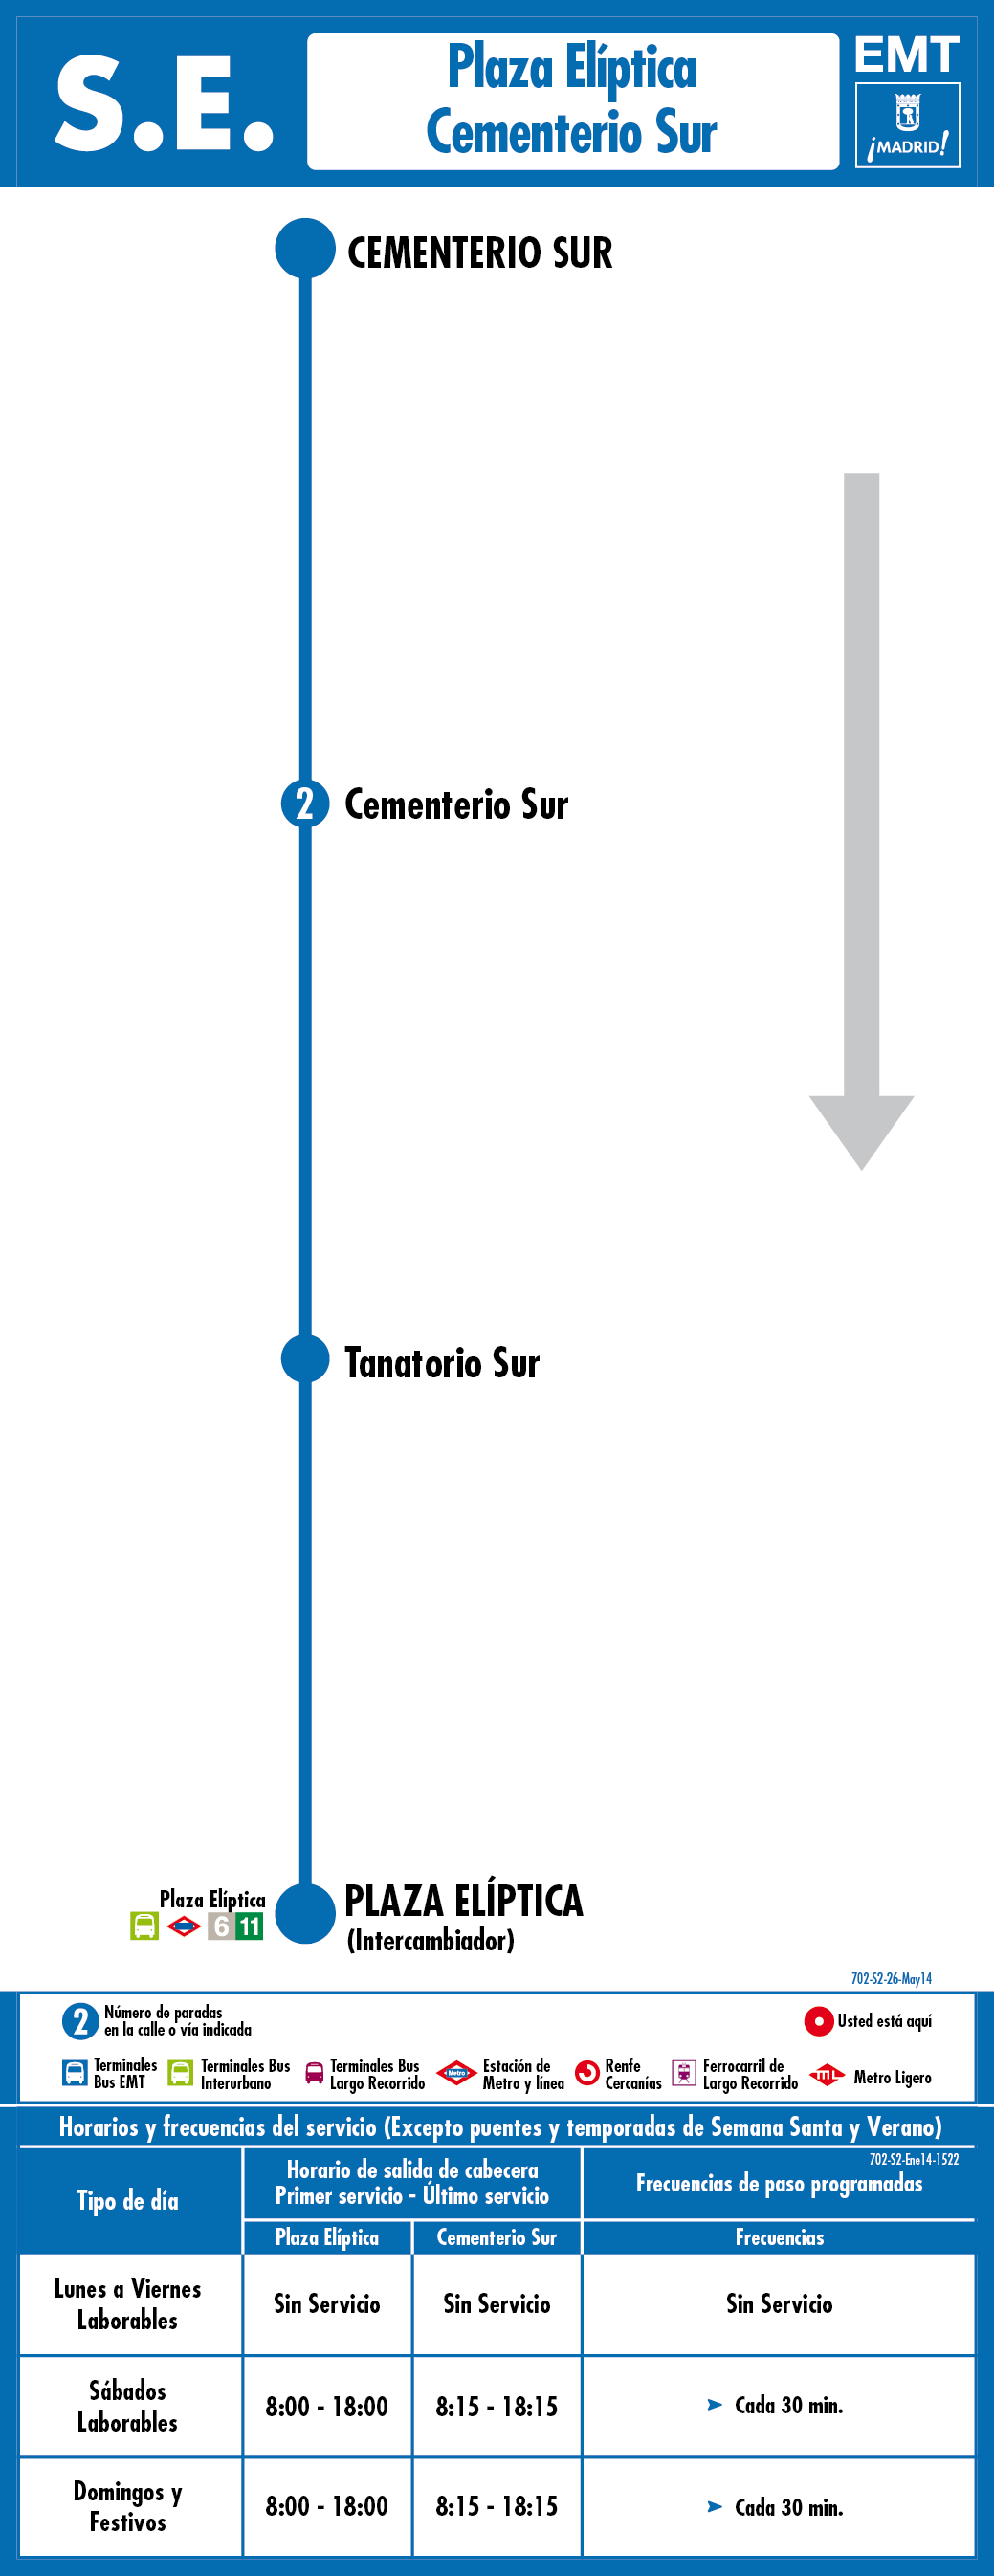 S.E.
Plaza Elíptica
Cementerio Sur
EMT
¡MADRID!
CEMENTERIO SUR
2 Cementerio Sur
Tanatorio Sur
Plaza Elíptica
6 11
PLAZA ELÍPTICA
(Intercambiador)
702-S2-26-May14
2 Número de paradas
en la calle o vía indicada
Usted está aquí
Terminales
Bus EMT
Terminales Bus
Interurbano
Terminales Bus
Largo Recorrido
Metro
Estación de
Metro y línea
Renfe
Cercanías
Ferrocarril de
Largo Recorrido
mL
Metro Ligero
Horarios y frecuencias del servicio (Excepto puentes y temporadas de Semana Santa y Verano)
702-S2-Ene14-1522
Tipo de día
Horario de salida de cabecera
Primer servicio - Último servicio
Frecuencias de paso programadas
Plaza Elíptica
Cementerio Sur
Frecuencias
Lunes a Viernes
Laborables
Sin Servicio
Sin Servicio
Sin Servicio
Sábados
Laborables
8:00 - 18:00
8:15 - 18:15
➤ Cada 30 min.
Domingos y
Festivos
8:00 - 18:00
8:15 - 18:15
➤ Cada 30 min.